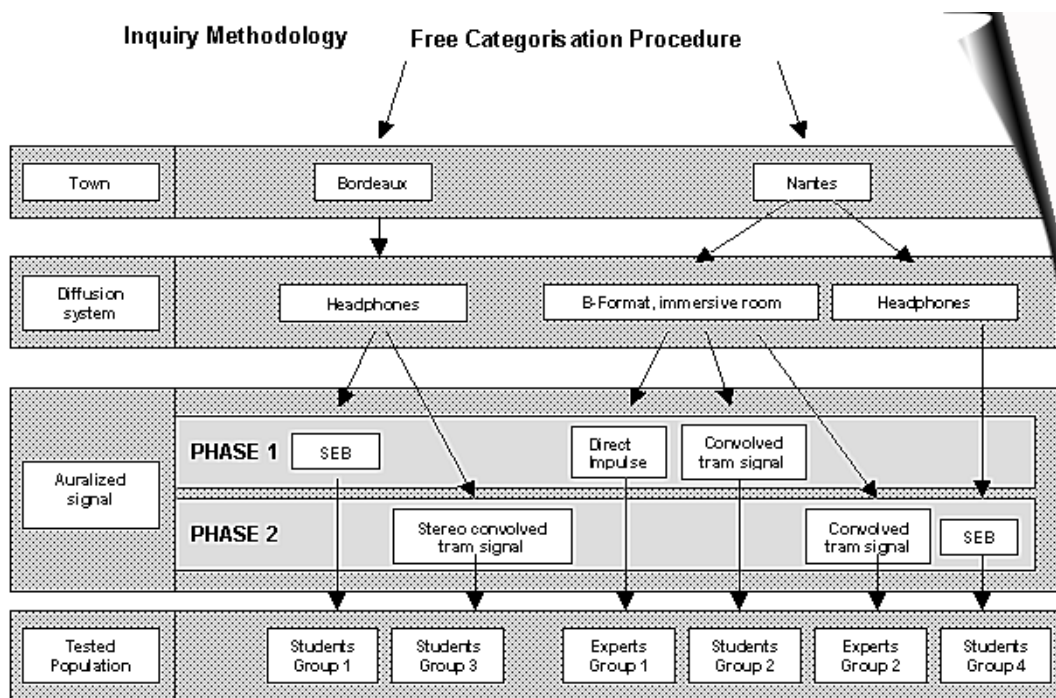 Inquiry Methodology
Free Categorisation Procedure
Town
Bordeaux
Nantes
Diffusion
system
Headphones
B-Format, immersive room
Headphones
Auralized
signal
PHASE 1
SEB
Direct
Impulse
Convolved
tram signal
PHASE 2
Stereo convolved
tram signal
Convolved
tram signal
SEB
Tested
Population
Students
Group 1
Students
Group 3
Experts
Group 1
Students
Group 2
Experts
Group 2
Students
Group 4